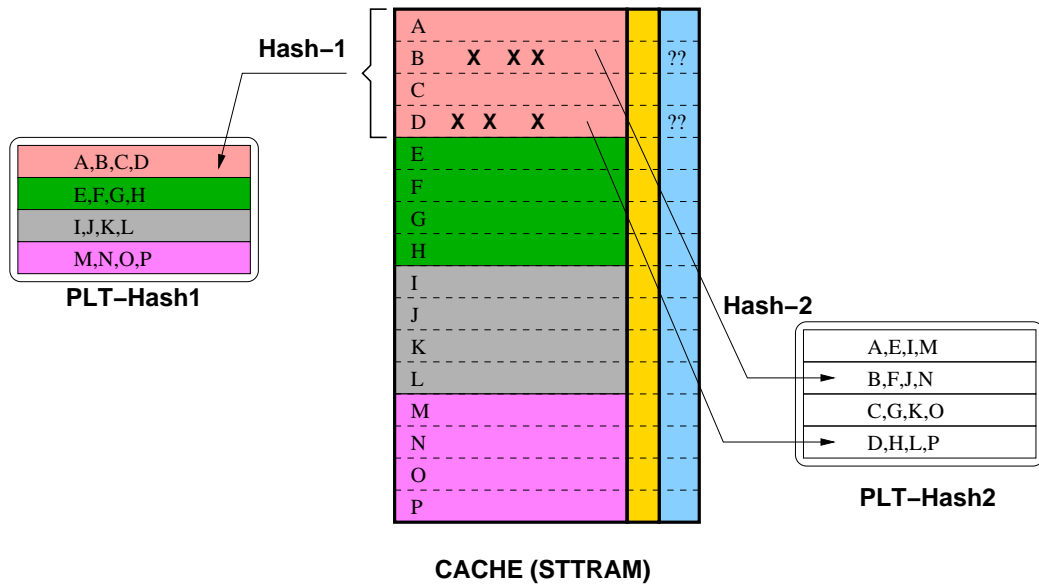 Hash−1
A
B X X X ??
C
D X X X ??
E
F
G
H
I
J
K
L
M
N
O
P
A,B,C,D
E,F,G,H
I,J,K,L
M,N,O,P
PLT−Hash1
Hash−2
A,E,I,M
B,F,J,N
C,G,K,O
D,H,L,P
PLT−Hash2
CACHE (STTRAM)